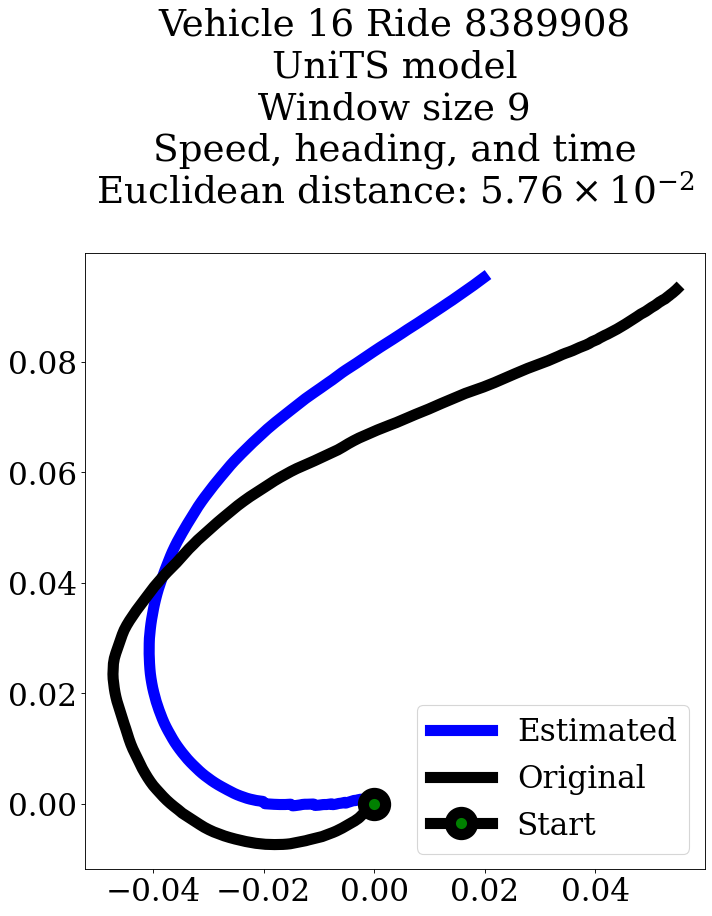 Vehicle 16 Ride 8389908
UniTS model
Window size 9
Speed, heading, and time
Euclidean distance: 5.76 × 10⁻²
0.08
0.06
0.04
0.02
0.00
Estimated
Original
Start
−0.04 −0.02 0.00 0.02 0.04